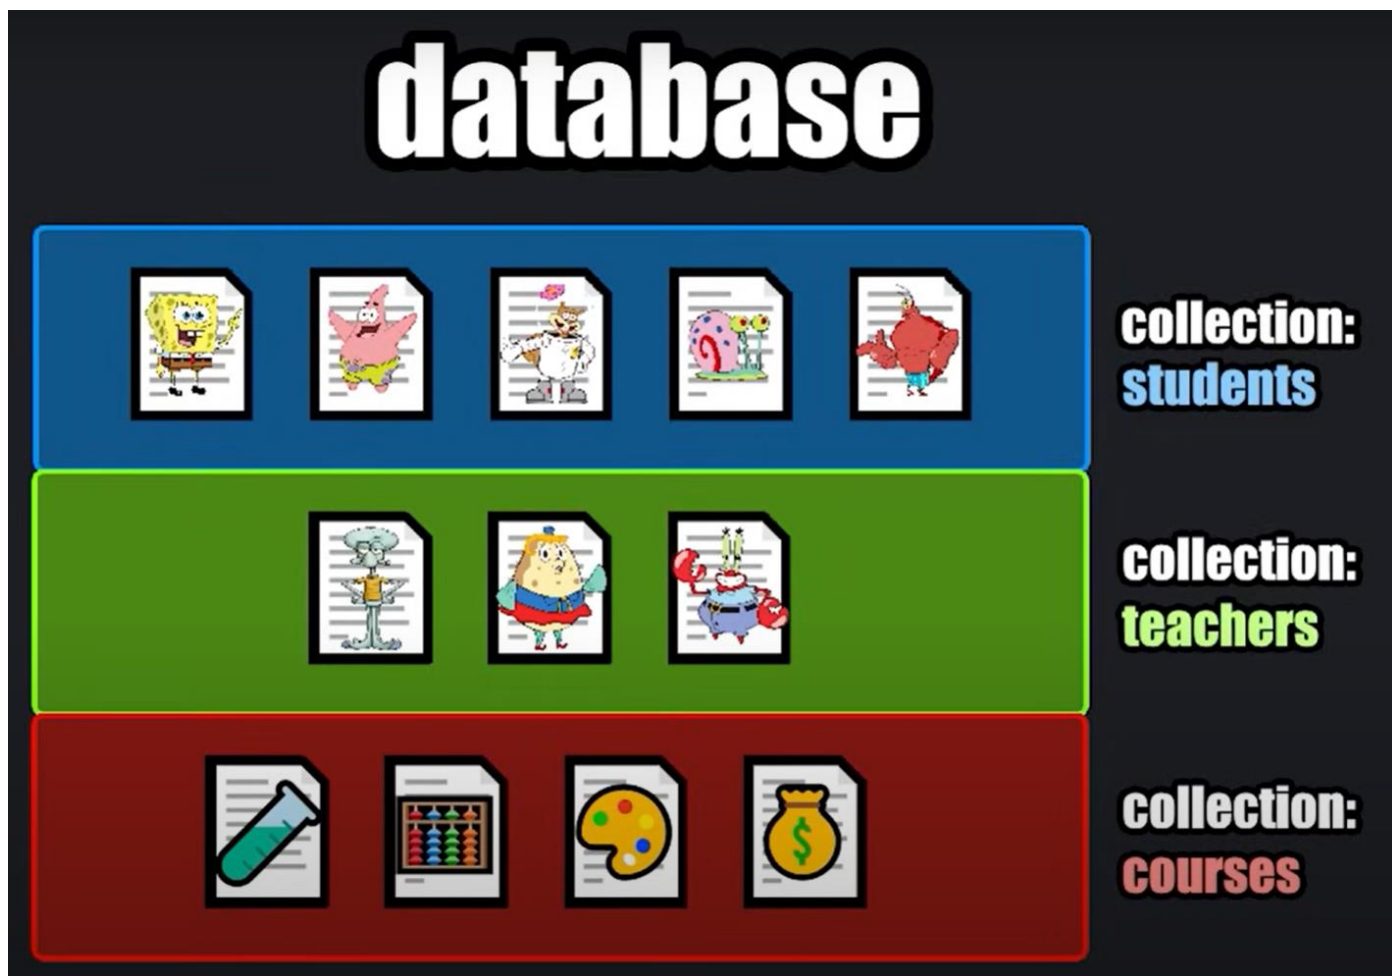 database
collection:
students
collection:
teachers
collection:
courses
$